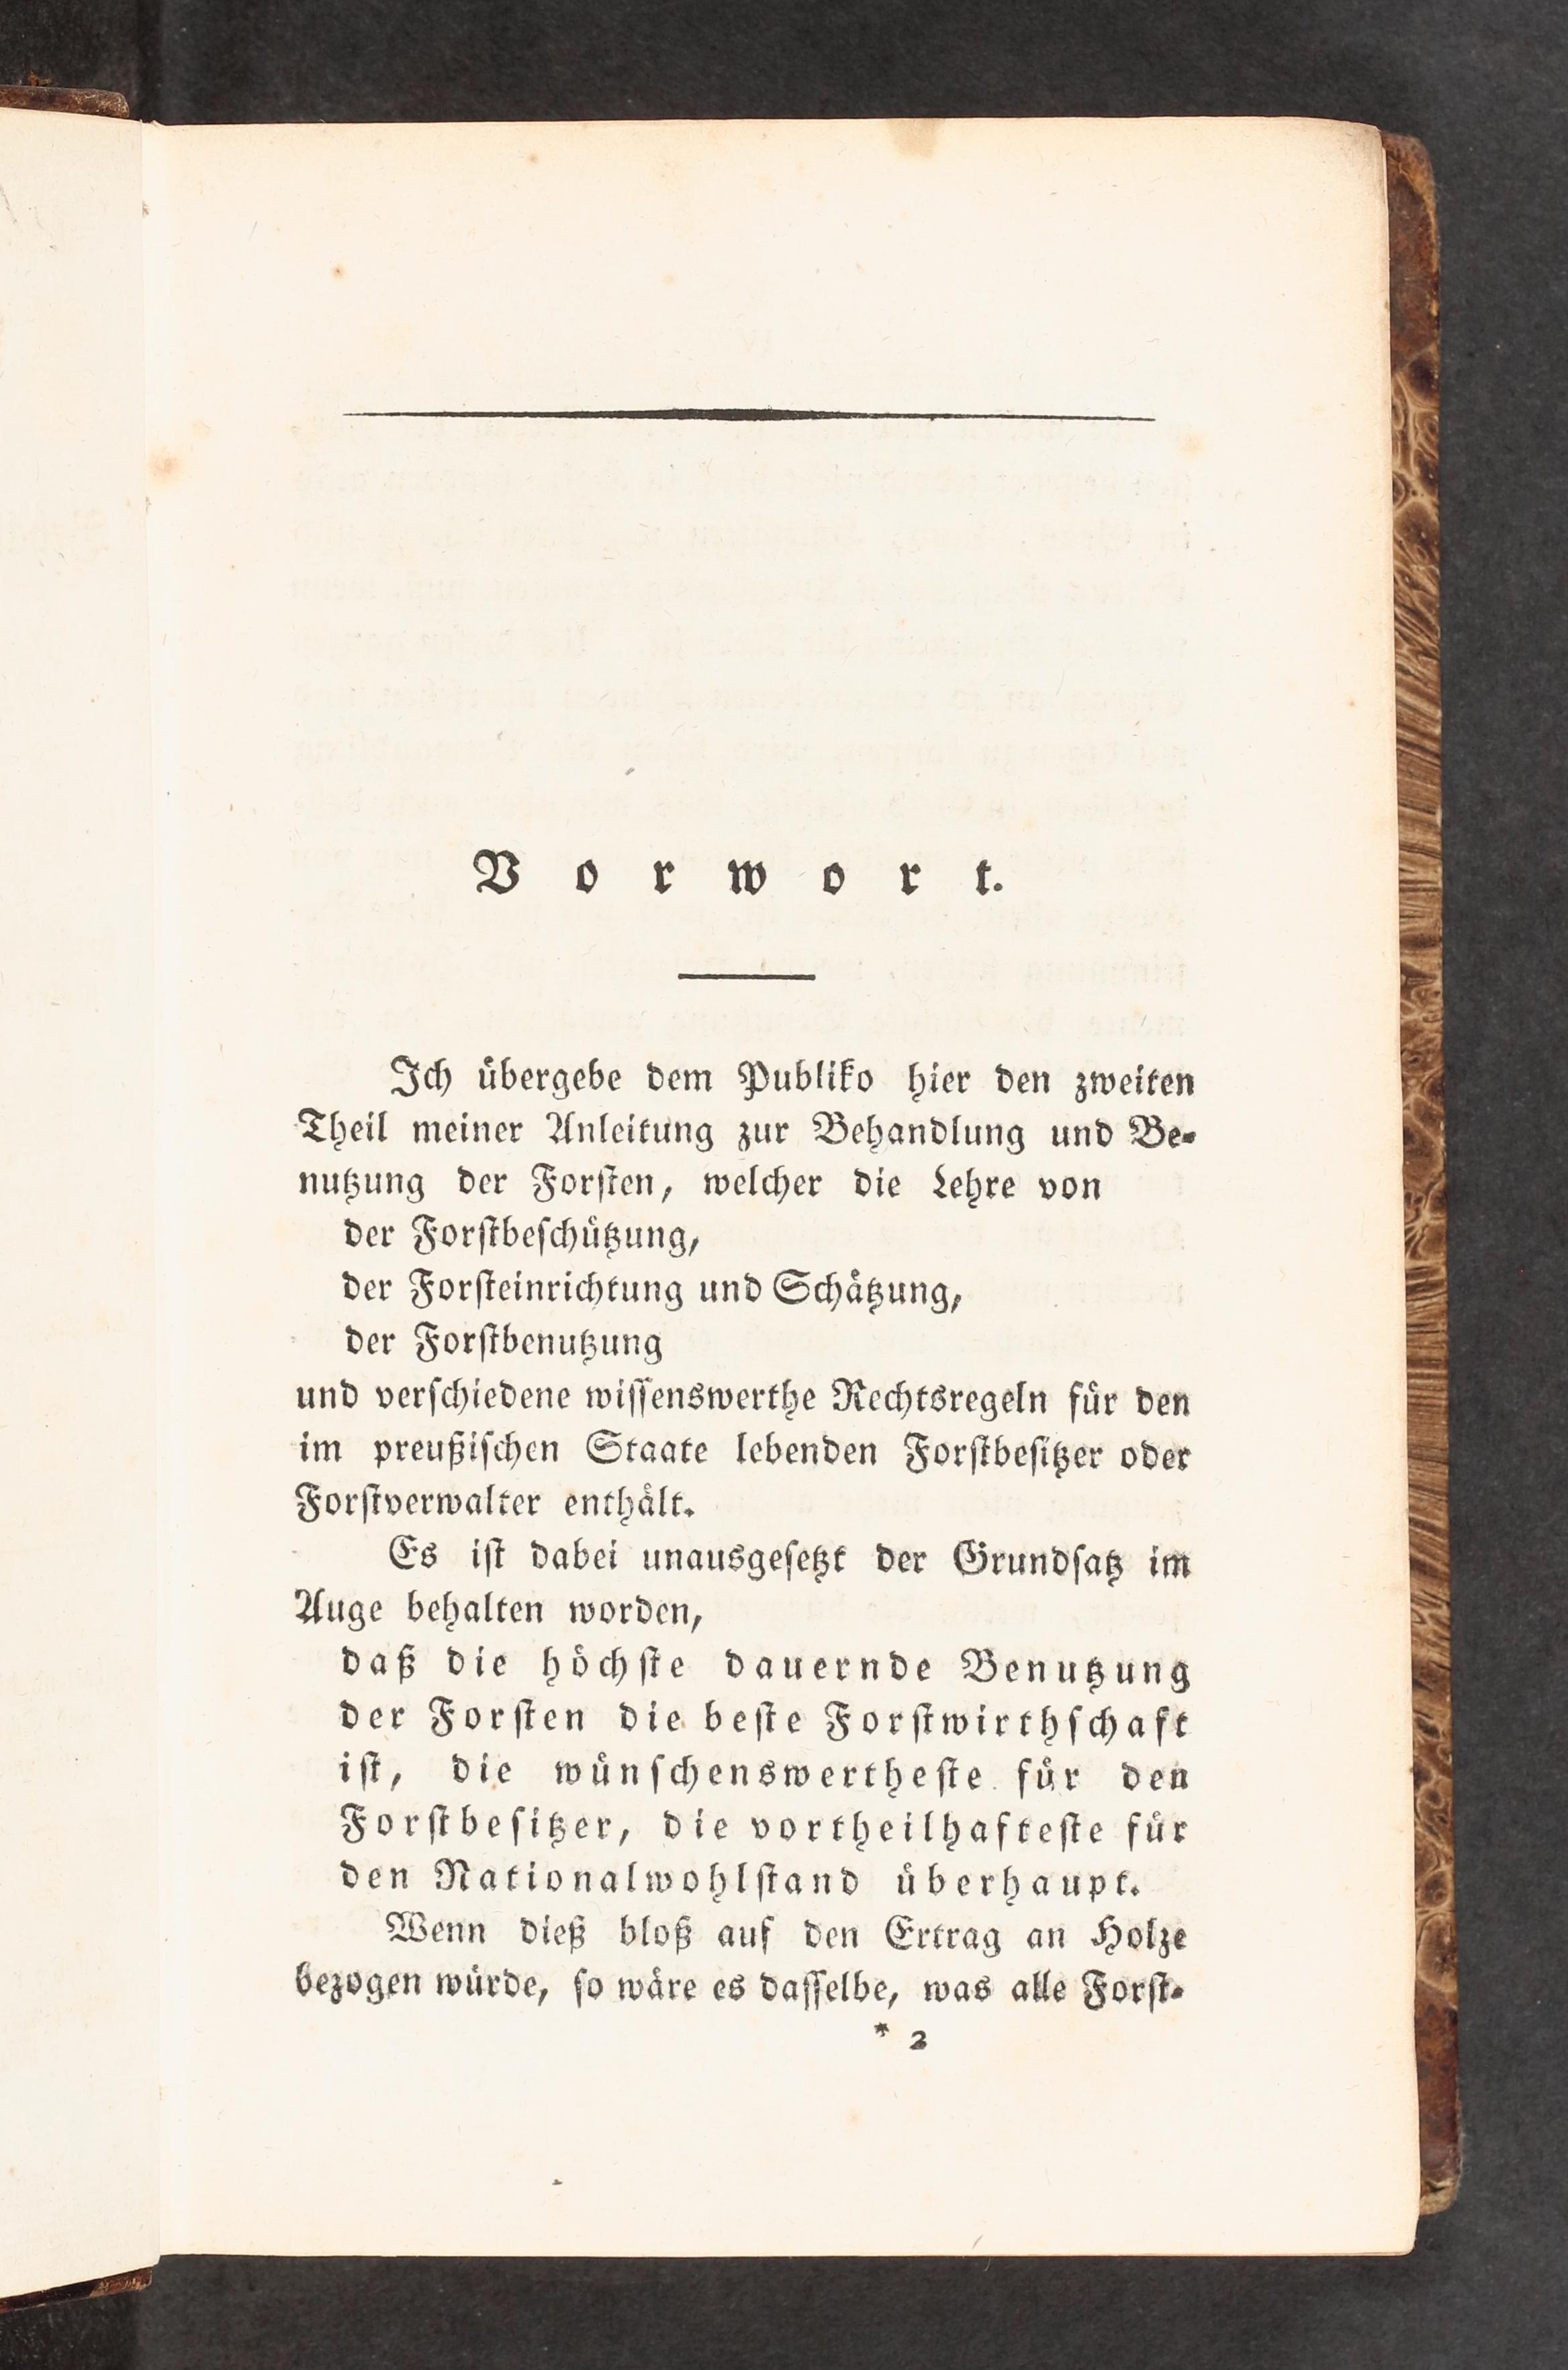 Vorwort.
Ich übergebe dem Publiko hier den zweiten
Theil meiner Anleitung zur Behandlung und Be-
nutzung der Forsten, welcher die Lehre von
der Forſtbeſchützung,
der Forſteinrichtung und Schätzung,
der Forſtbenutzung
und verſchiedene wiſſenswerthe Rechtsregeln für den
im preußiſchen Staate lebenden Forſtbeſitzer oder
Forſtverwalter enthält.
Es iſt dabei unausgeſetzt der Grundſatz im
Auge behalten worden,
daß die höchſte dauernde Benutzung
der Forſten die beſte Forſtwirthſchaft
iſt, die wünſchenswertheſte für den
Forſtbeſitzer, die vortheilhafteſte für
den Nationalwohlſtand überhaupt.
Wenn dieß bloß auf den Ertrag an Holze
bezogen würde, ſo wäre es daſſelbe, was alle Forſt-
* 2